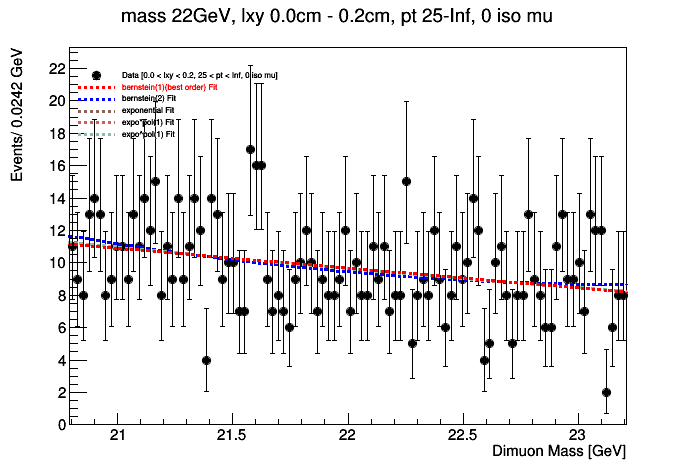 mass 22GeV, lxy 0.0cm - 0.2cm, pt 25-Inf, 0 iso mu
Events/ 0.0242 GeV
Data [0.0 < lxy < 0.2, 25 < pt < Inf, 0 iso mu]
bernstein(1)(best order) Fit
bernstein(2) Fit
exponential Fit
expo*pol(1) Fit
expo^pol(1) Fit
22
20
18
16
14
12
10
8
6
4
2
0
21 21.5 22 22.5 23
Dimuon Mass [GeV]